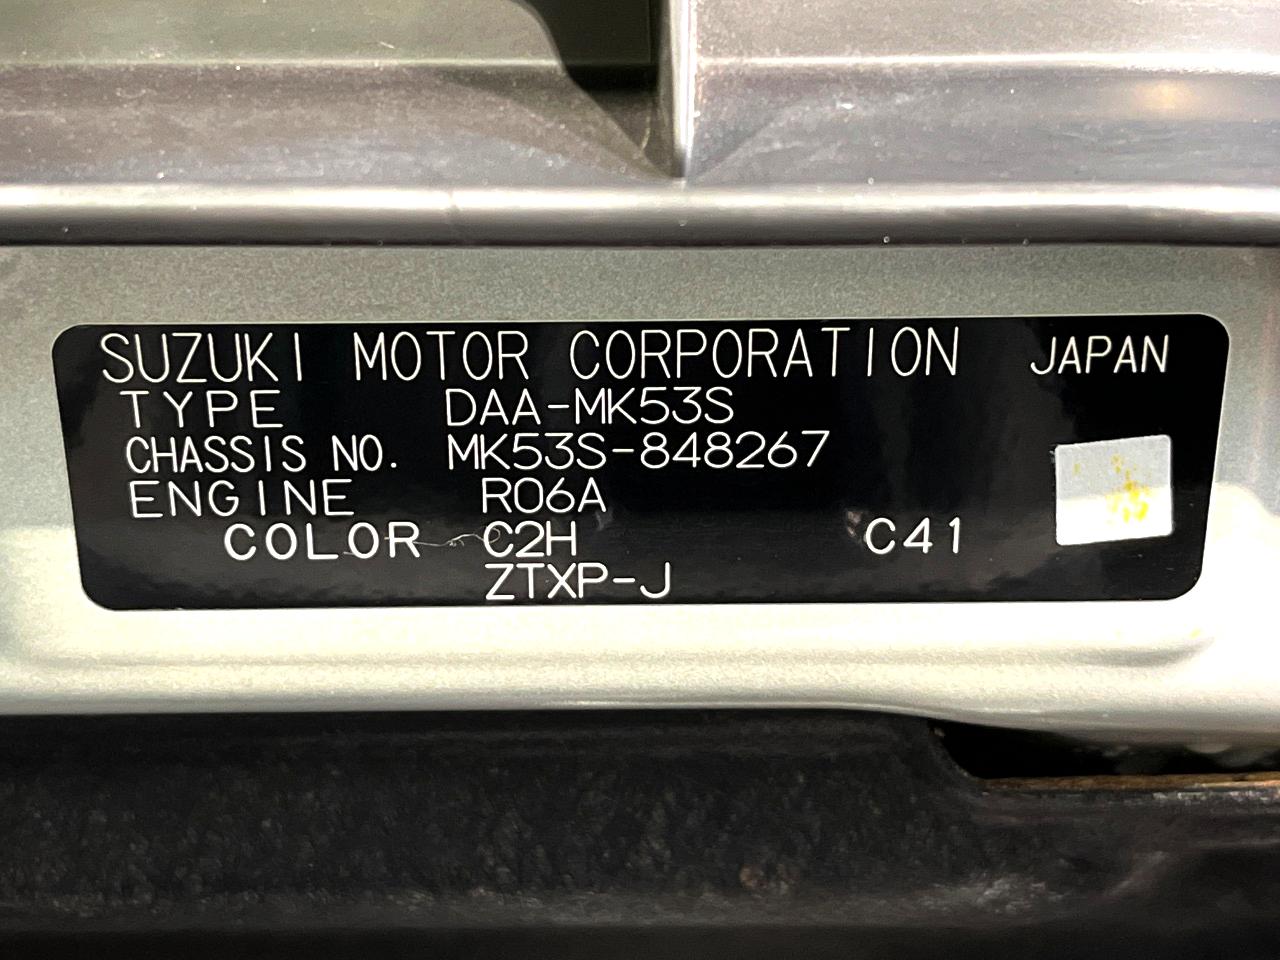 SUZUKI MOTOR CORPORATION JAPAN
TYPE DAA-MK53S
CHASSIS NO. MK53S-848267
ENGINE R06A
COLOR C2H C41
ZTXP-J